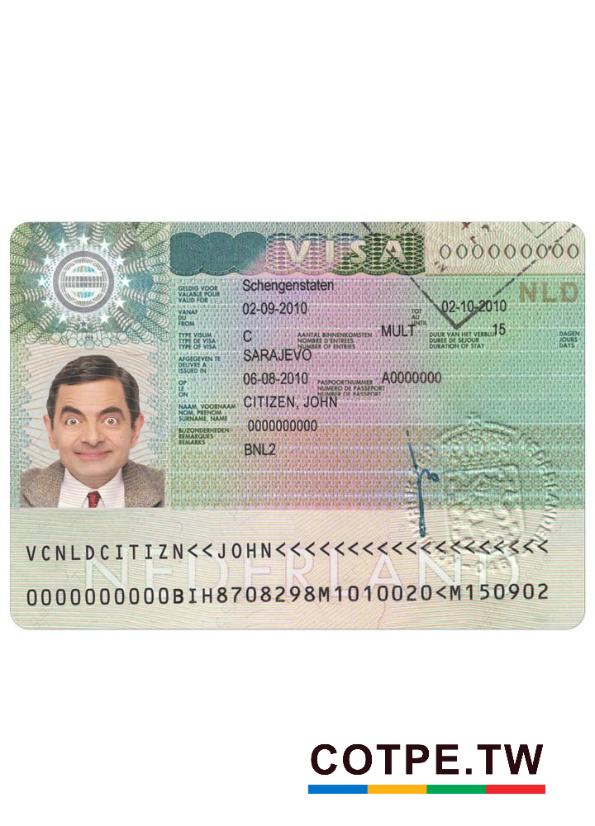 VISA 000000000
NLD
GELDIG VOOR
VALABLE POUR
VALID FOR
Schengenstaten
VANAF
DU
FROM
02-09-2010
TOT
AU
UNTIL
02-10-2010
TYPE VISUM
TYPE DE VISA
TYPE OF VISA
C
AANTAL BINNENKOMSTEN
NOMBRE D'ENTREES
NUMBER OF ENTRIES
MULT
DUUR VAN HET VERBLIJF
DUREE DE SEJOUR
DURATION OF STAY
15
DAGEN
JOURS
DAYS
AFGEGEVEN TE
DELIVRE A
ISSUED IN
SARAJEVO
OP
LE
ON
06-08-2010
PASPOORTNUMMER
NUMERO DE PASSEPORT
NUMBER OF PASSPORT
A0000000
NAAM, VOORNAAM
NOM, PRENOM
SURNAME, NAME
CITIZEN, JOHN
BIJZONDERHEDEN
REMARQUES
REMARKS
0000000000
BNL2
NEDERLAND
VCNLDCITIZN<<JOHN<<<<<<<<<<<<<<<<<<<
0000000000BIH8708298M1010020<M150902
COTPE.TW